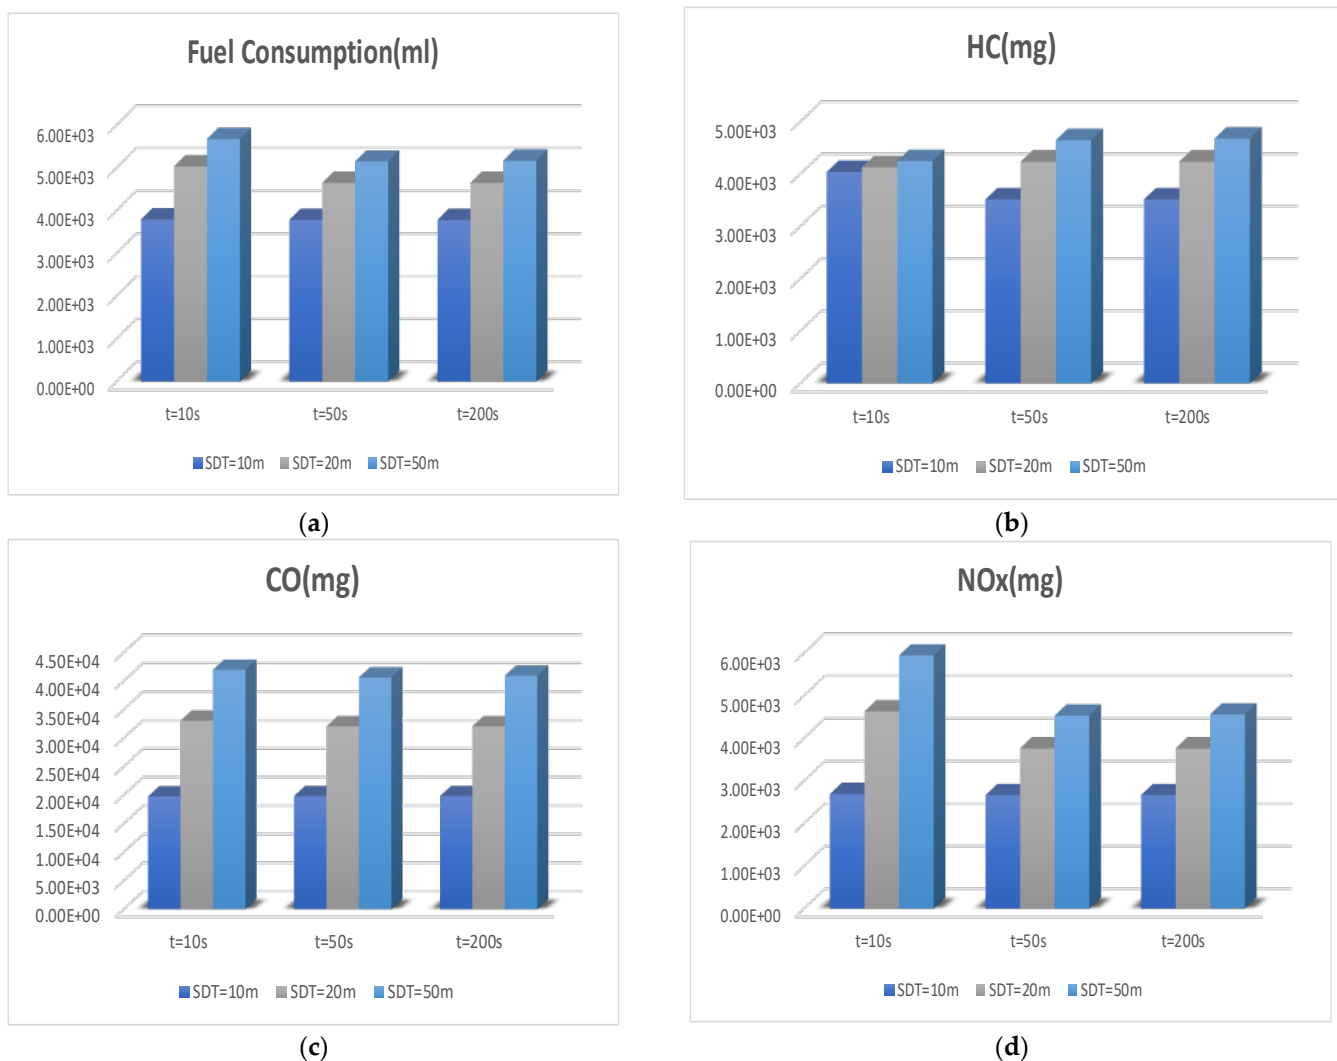 Fuel Consumption(ml)
6.00E+03
5.00E+03
4.00E+03
3.00E+03
2.00E+03
1.00E+03
0.00E+00
t=10s t=50s t=200s
SDT=10m SDT=20m SDT=50m
(a)
HC(mg)
5.00E+03
4.00E+03
3.00E+03
2.00E+03
1.00E+03
0.00E+00
t=10s t=50s t=200s
SDT=10m SDT=20m SDT=50m
(b)
CO(mg)
4.50E+04
4.00E+04
3.50E+04
3.00E+04
2.50E+04
2.00E+04
1.50E+04
1.00E+04
5.00E+03
0.00E+00
t=10s t=50s t=200s
SDT=10m SDT=20m SDT=50m
(c)
NOx(mg)
6.00E+03
5.00E+03
4.00E+03
3.00E+03
2.00E+03
1.00E+03
0.00E+00
t=10s t=50s t=200s
SDT=10m SDT=20m SDT=50m
(d)